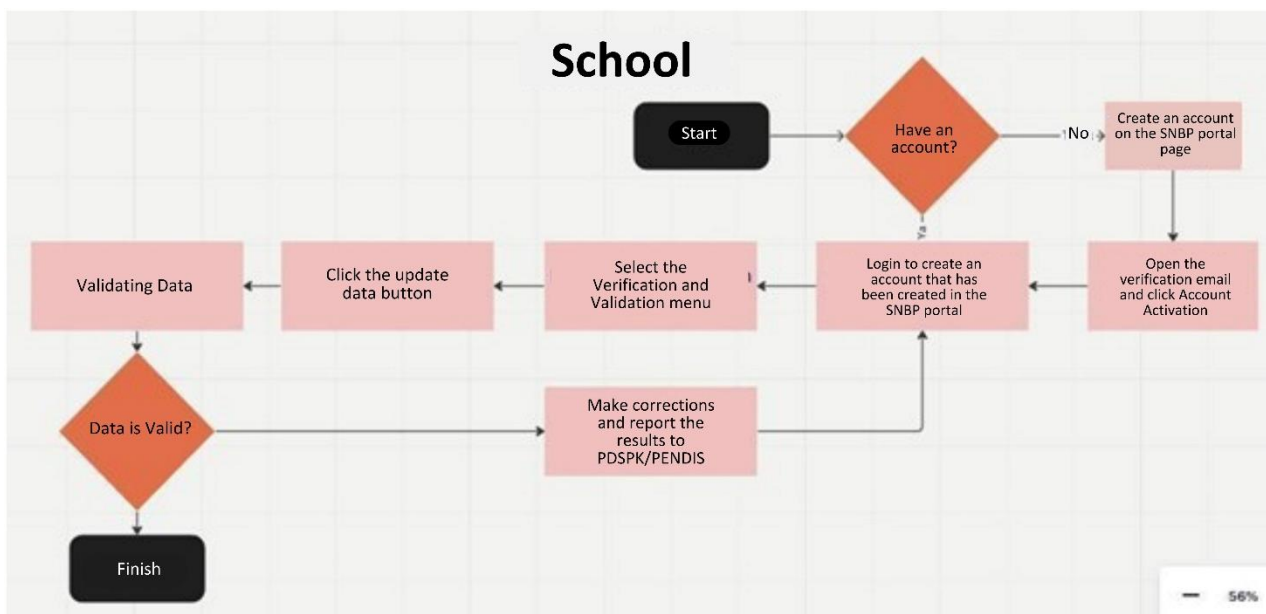 School
Start
Have an
account?
No
Create an account
on the SNBP portal
page
Ya
Validating Data
Click the update
data button
Select the
Verification and
Validation menu
Login to create an
account that has
been created in the
SNBP portal
Open the
verification email
and click Account
Activation
Data is Valid?
Make corrections
and report the
results to
PDSPK/PENDIS
Finish
56%